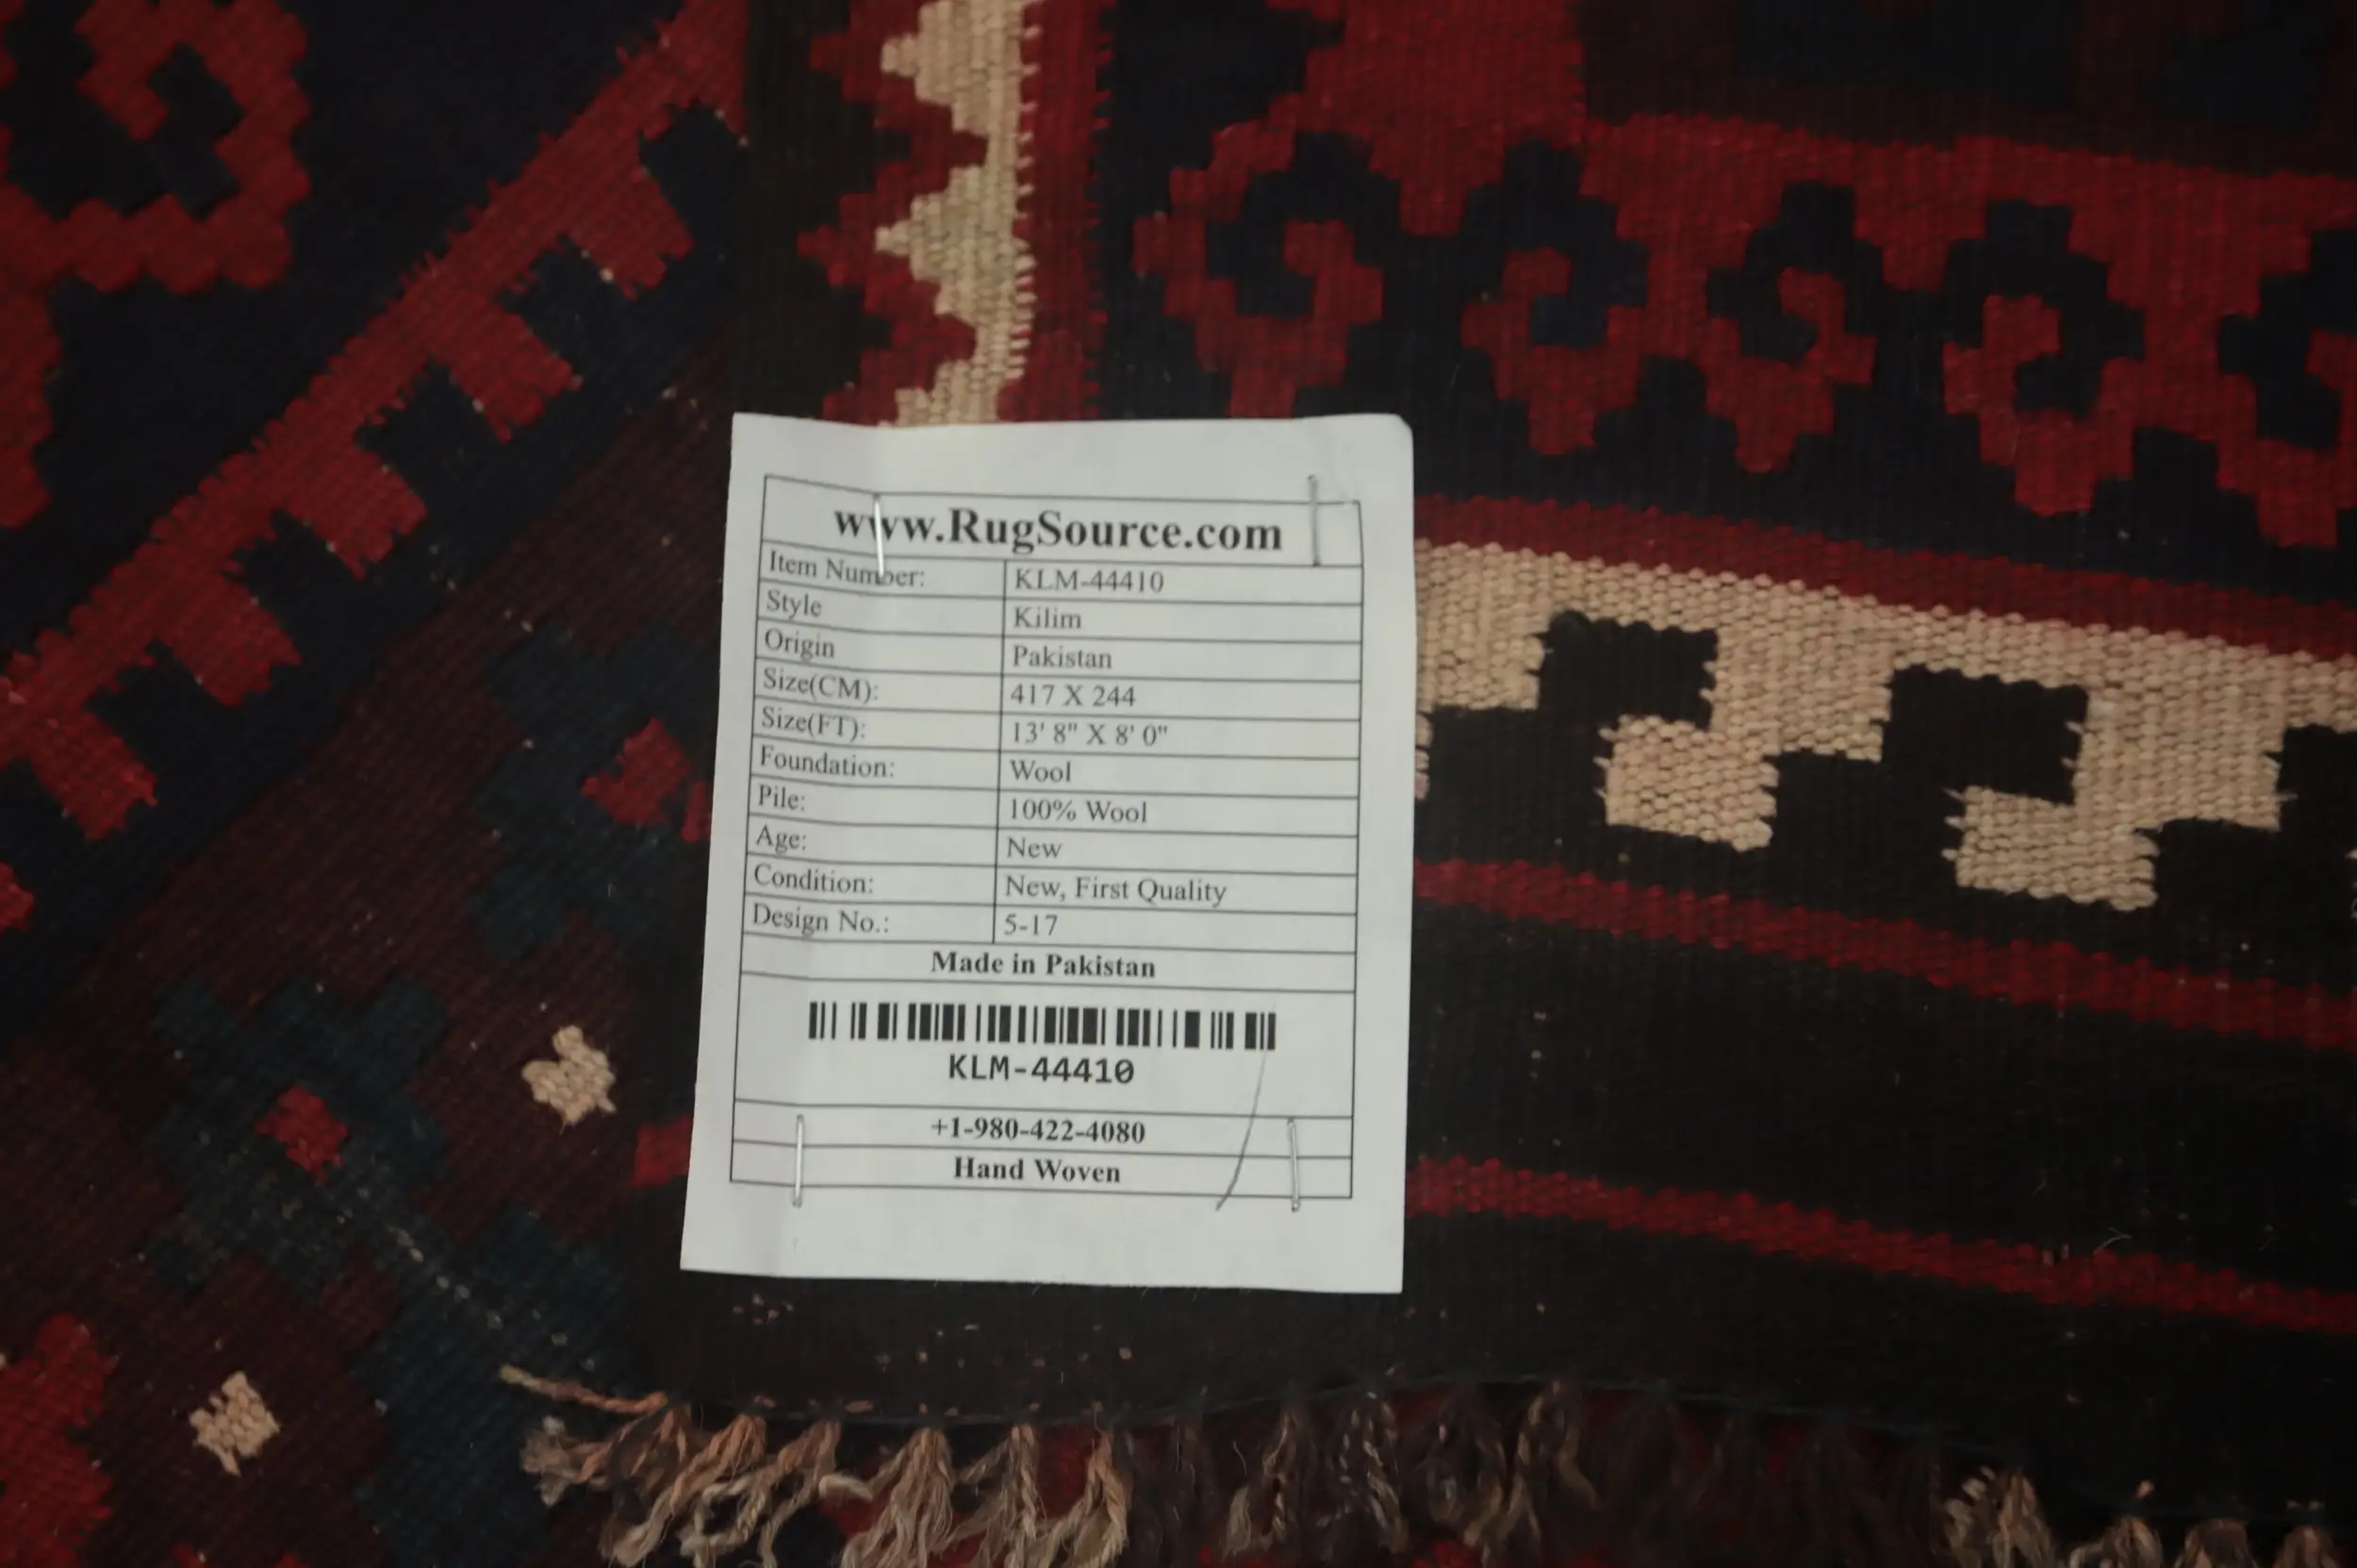 www.RugSource.com
Item Number: KLM-44410
Style Kilim
Origin Pakistan
Size(CM): 417 X 244
Size(FT): 13' 8" X 8' 0"
Foundation: Wool
Pile: 100% Wool
Age: New
Condition: New, First Quality
Design No.: 5-17
Made in Pakistan
KLM-44410
+1-980-422-4080
Hand Woven